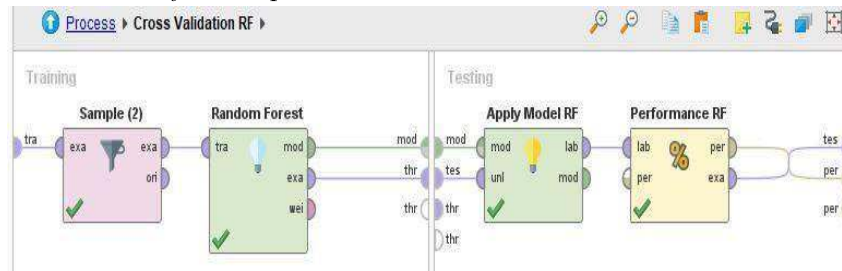 Process ▸ Cross Validation RF ▸
Training
Testing
Sample (2)
Random Forest
Apply Model RF
Performance RF
tra
exa
exa
ori
tra
mod
exa
wei
mod
thr
thr
mod
tes
thr
thr
mod
unl
lab
mod
lab
per
%
per
exa
tes
per
per